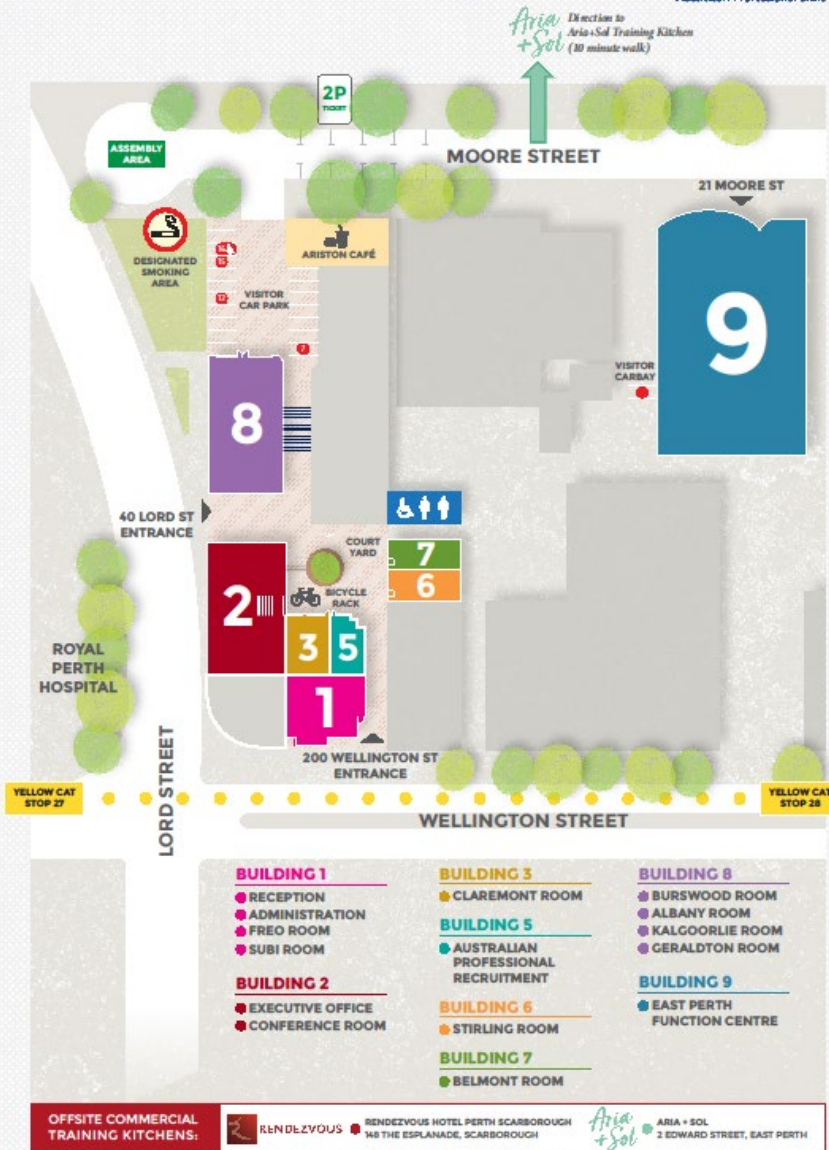 Aria
+Sol
Direction to
Aria+Sol Training Kitchen
(10 minute walk)
2P
TICKET
ASSEMBLY
AREA
MOORE STREET
21 MOORE ST
DESIGNATED
SMOKING
AREA
ARISTON CAFÉ
VISITOR
CAR PARK
12
7
9
VISITOR
CARBAY
8
40 LORD ST
ENTRANCE
COURT
YARD
7
6
2
BICYCLE
RACK
3
5
1
ROYAL
PERTH
HOSPITAL
LORD STREET
200 WELLINGTON ST
ENTRANCE
YELLOW CAT
STOP 27
YELLOW CAT
STOP 28
WELLINGTON STREET
BUILDING 1
RECEPTION
ADMINISTRATION
FREO ROOM
SUBI ROOM
BUILDING 2
EXECUTIVE OFFICE
CONFERENCE ROOM
BUILDING 3
CLAREMONT ROOM
BUILDING 5
AUSTRALIAN
PROFESSIONAL
RECRUITMENT
BUILDING 6
STIRLING ROOM
BUILDING 7
BELMONT ROOM
BUILDING 8
BURSWOOD ROOM
ALBANY ROOM
KALGOORLIE ROOM
GERALDTON ROOM
BUILDING 9
EAST PERTH
FUNCTION CENTRE
OFFSITE COMMERCIAL
TRAINING KITCHENS:
RENDEZVOUS
RENDEZVOUS HOTEL PERTH SCARBOROUGH
148 THE ESPLANADE, SCARBOROUGH
Aria
+Sol
ARIA + SOL
2 EDWARD STREET, EAST PERTH